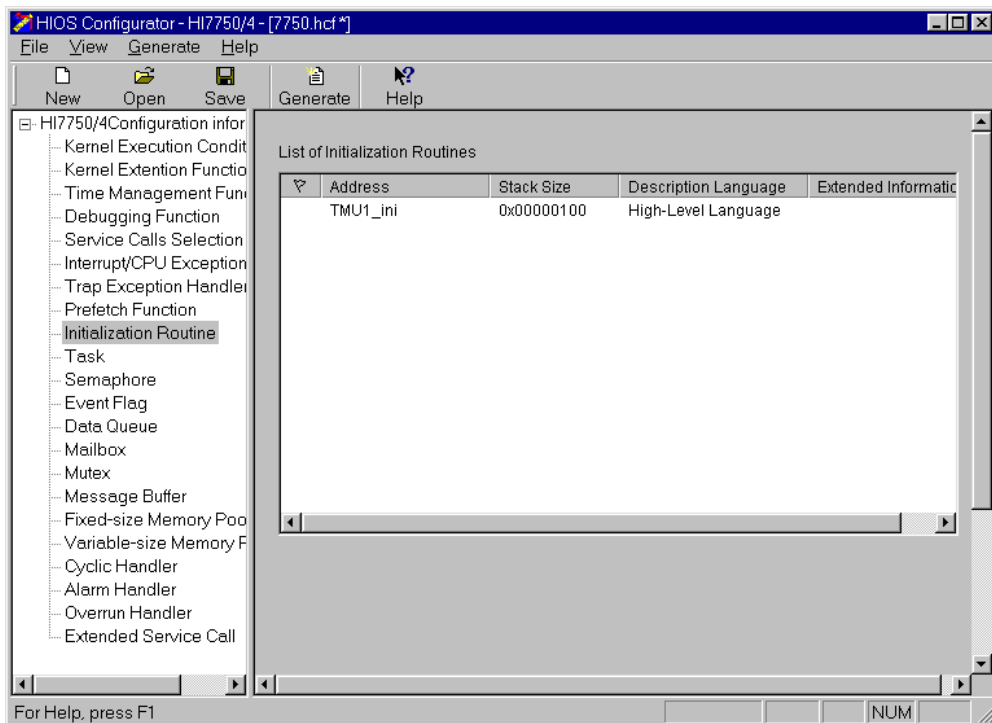 HIOS Configurator - HI7750/4 - [7750.hcf *]
File View Generate Help
New Open Save Generate Help
HI7750/4Configuration infor
Kernel Execution Condit
Kernel Extention Functio
Time Management Fun
Debugging Function
Service Calls Selection
Interrupt/CPU Exception
Trap Exception Handler
Prefetch Function
Initialization Routine
Task
Semaphore
Event Flag
Data Queue
Mailbox
Mutex
Message Buffer
Fixed-size Memory Poo
Variable-size Memory P
Cyclic Handler
Alarm Handler
Overrun Handler
Extended Service Call
List of Initialization Routines
Address Stack Size Description Language Extended Informatic
TMU1_ini 0x00000100 High-Level Language
For Help, press F1
NUM